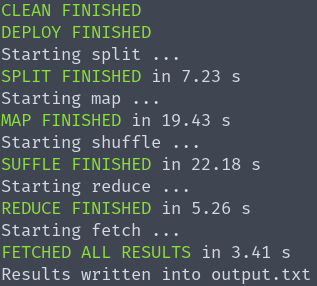 CLEAN FINISHED
DEPLOY FINISHED
Starting split ...
SPLIT FINISHED in 7.23 s
Starting map ...
MAP FINISHED in 19.43 s
Starting shuffle ...
SUFFLE FINISHED in 22.18 s
Starting reduce ...
REDUCE FINISHED in 5.26 s
Starting fetch ...
FETCHED ALL RESULTS in 3.41 s
Results written into output.txt